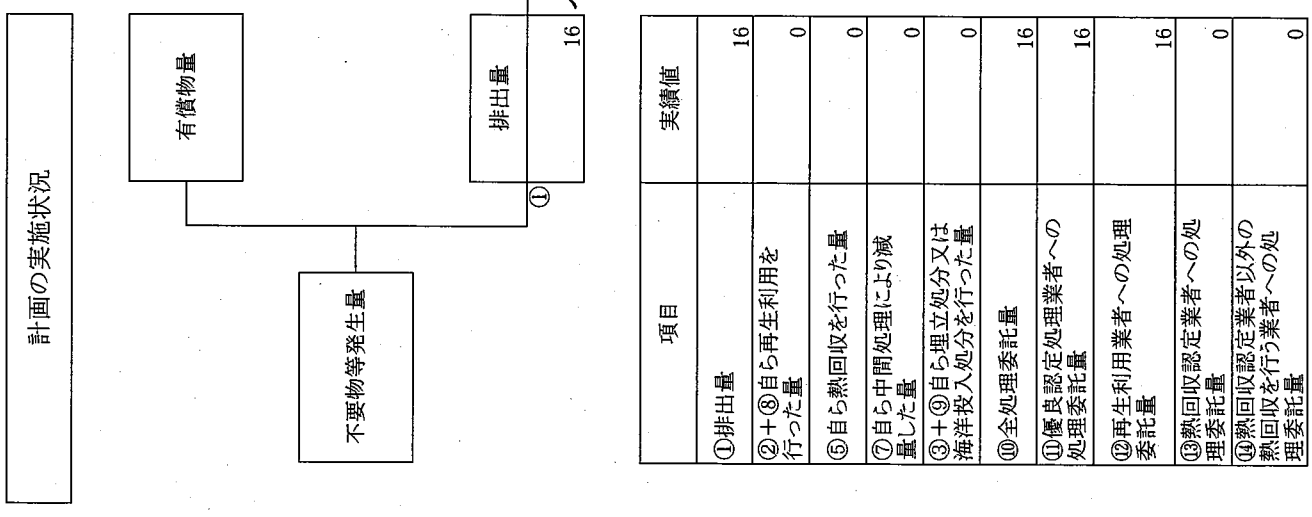 計画の実施状況
有償物量
不要物等発生量
①
排出量
16
項目
実績値
①排出量
16
②+⑧自ら再生利用を
行った量
0
⑤自ら熱回収を行った量
0
⑦自ら中間処理により減
量した量
0
③+⑨自ら埋立処分又は
海洋投入処分を行った量
0
⑩全処理委託量
16
⑪優良認定処理業者への
処理委託量
16
⑫再生利用業者への処理
委託量
16
⑬熱回収認定業者への処
理委託量
0
⑭熱回収認定業者以外の
熱回収を行う業者への処
理委託量
0